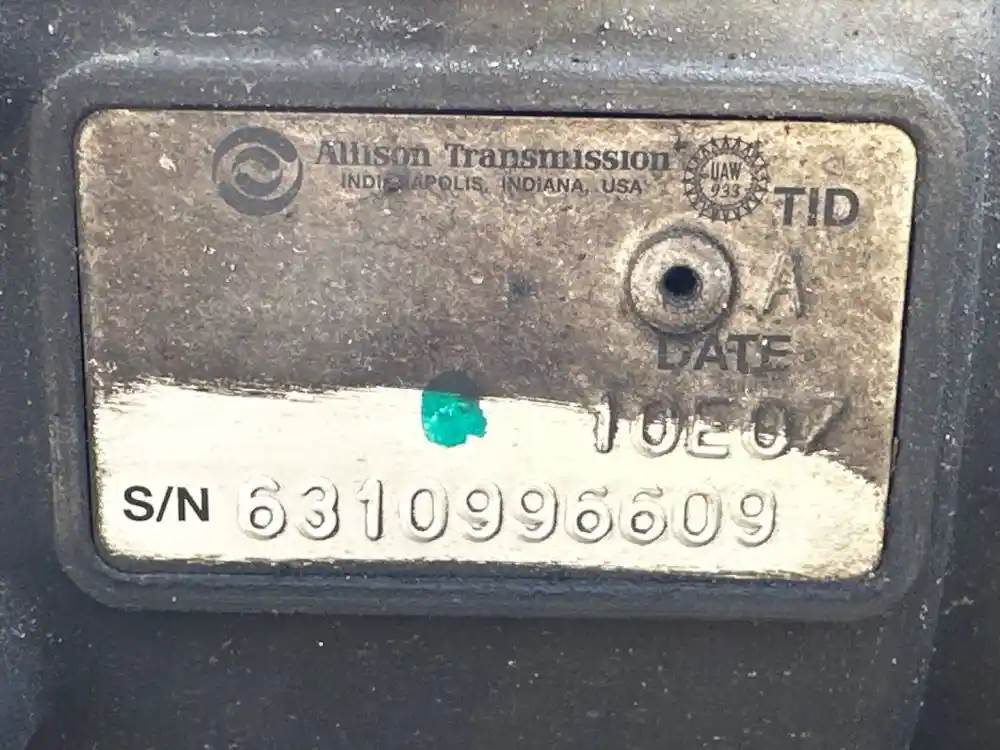 Allison Transmission
INDIANAPOLIS, INDIANA, USA
UAW
933
TID
A
DATE
10E07
S/N 6310996609